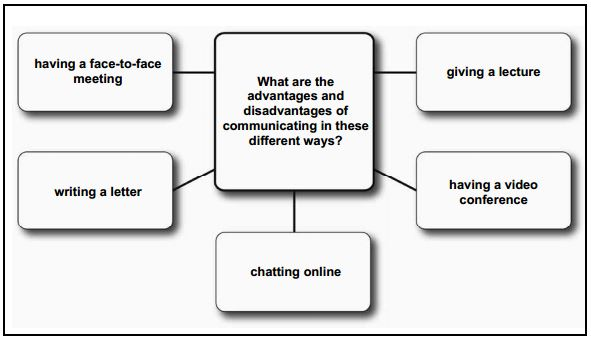 having a face-to-face
meeting
What are the
advantages and
disadvantages of
communicating in these
different ways?
giving a lecture
writing a letter
having a video
conference
chatting online